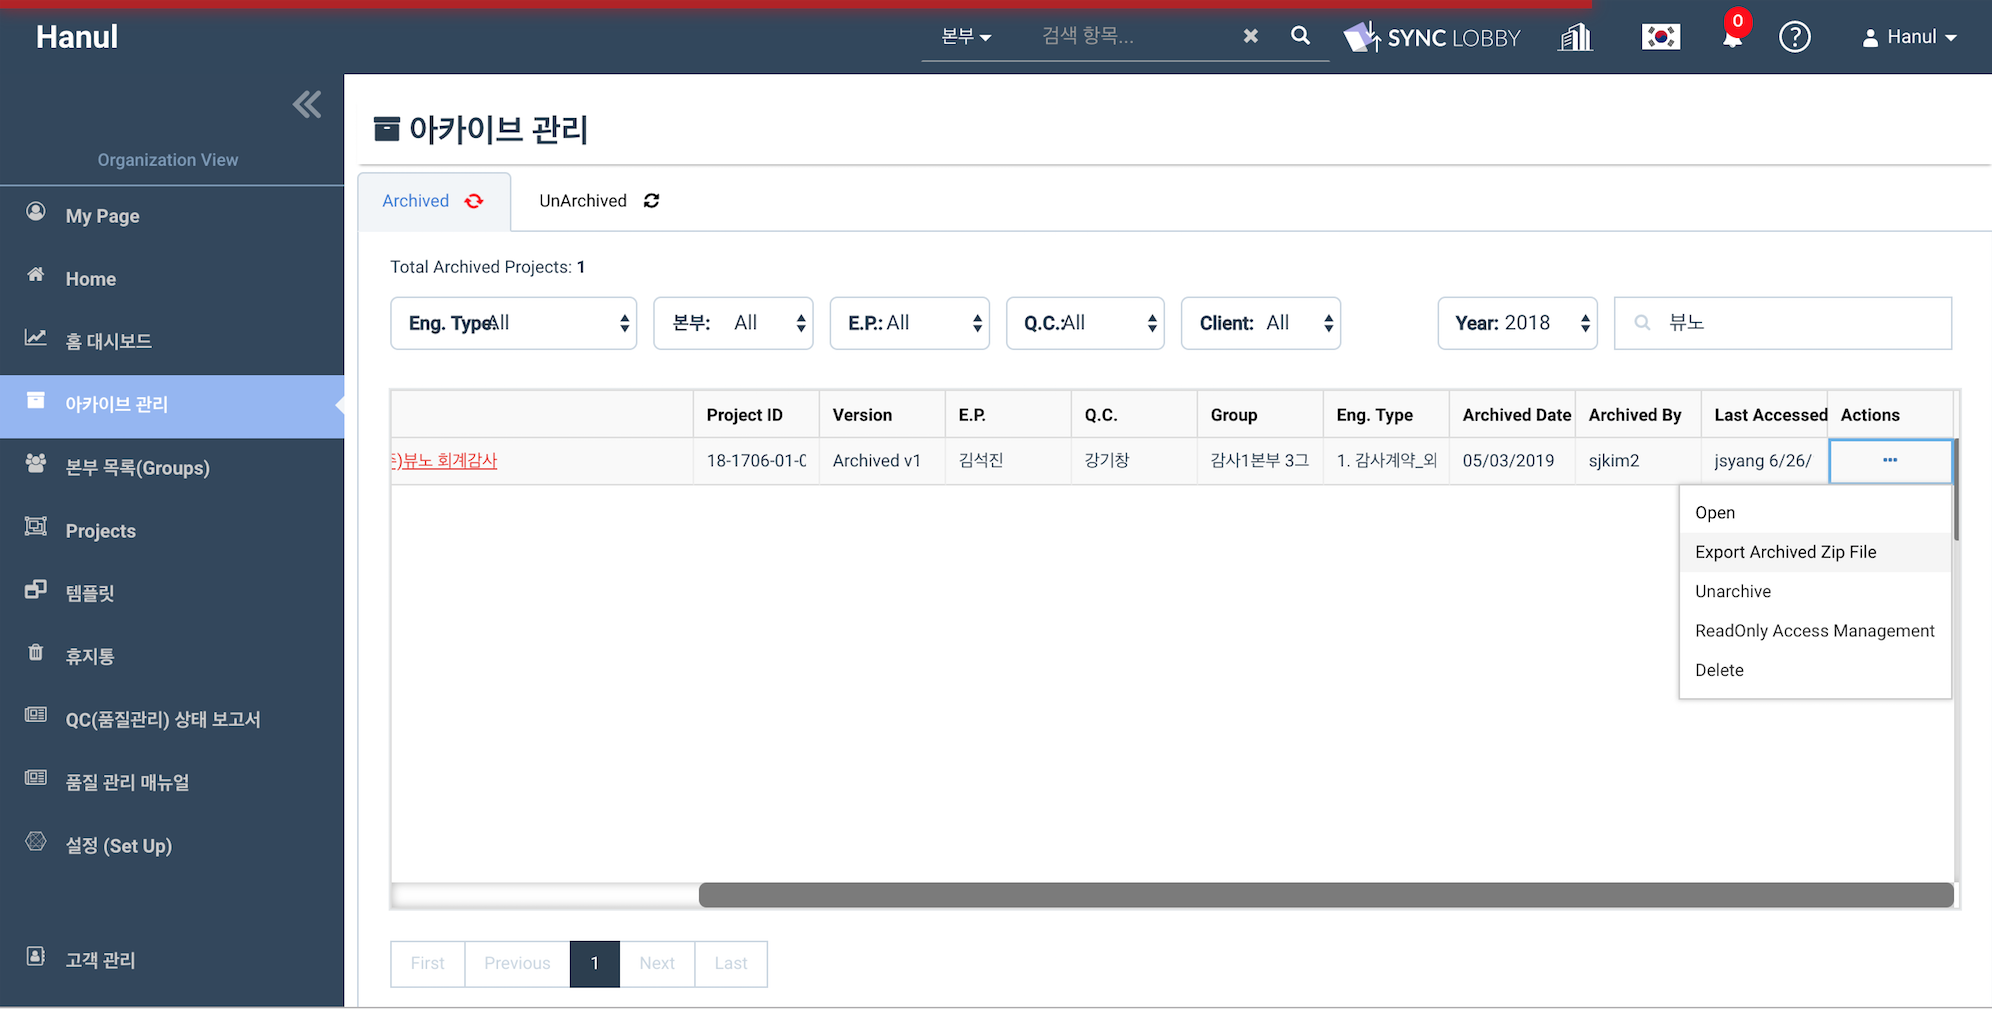 Hanul
본부
검색 항목...
SYNC LOBBY
0
Hanul
Organization View
My Page
Home
홈 대시보드
아카이브 관리
본부 목록(Groups)
Projects
템플릿
휴지통
QC(품질관리) 상태 보고서
품질 관리 매뉴얼
설정 (Set Up)
고객 관리
아카이브 관리
Archived
UnArchived
Total Archived Projects: 1
Eng. Type: All
본부: All
E.P.: All
Q.C.: All
Client: All
Year: 2018
뷰노
Project ID Version E.P. Q.C. Group Eng. Type Archived Date Archived By Last Accessed Actions
)뷰노 회계감사 18-1706-01-0 Archived v1 김석진 강기창 감사1본부 3그 1. 감사계약_외 05/03/2019 sjkim2 jsyang 6/26/ ...
Open
Export Archived Zip File
Unarchive
ReadOnly Access Management
Delete
First Previous 1 Next Last